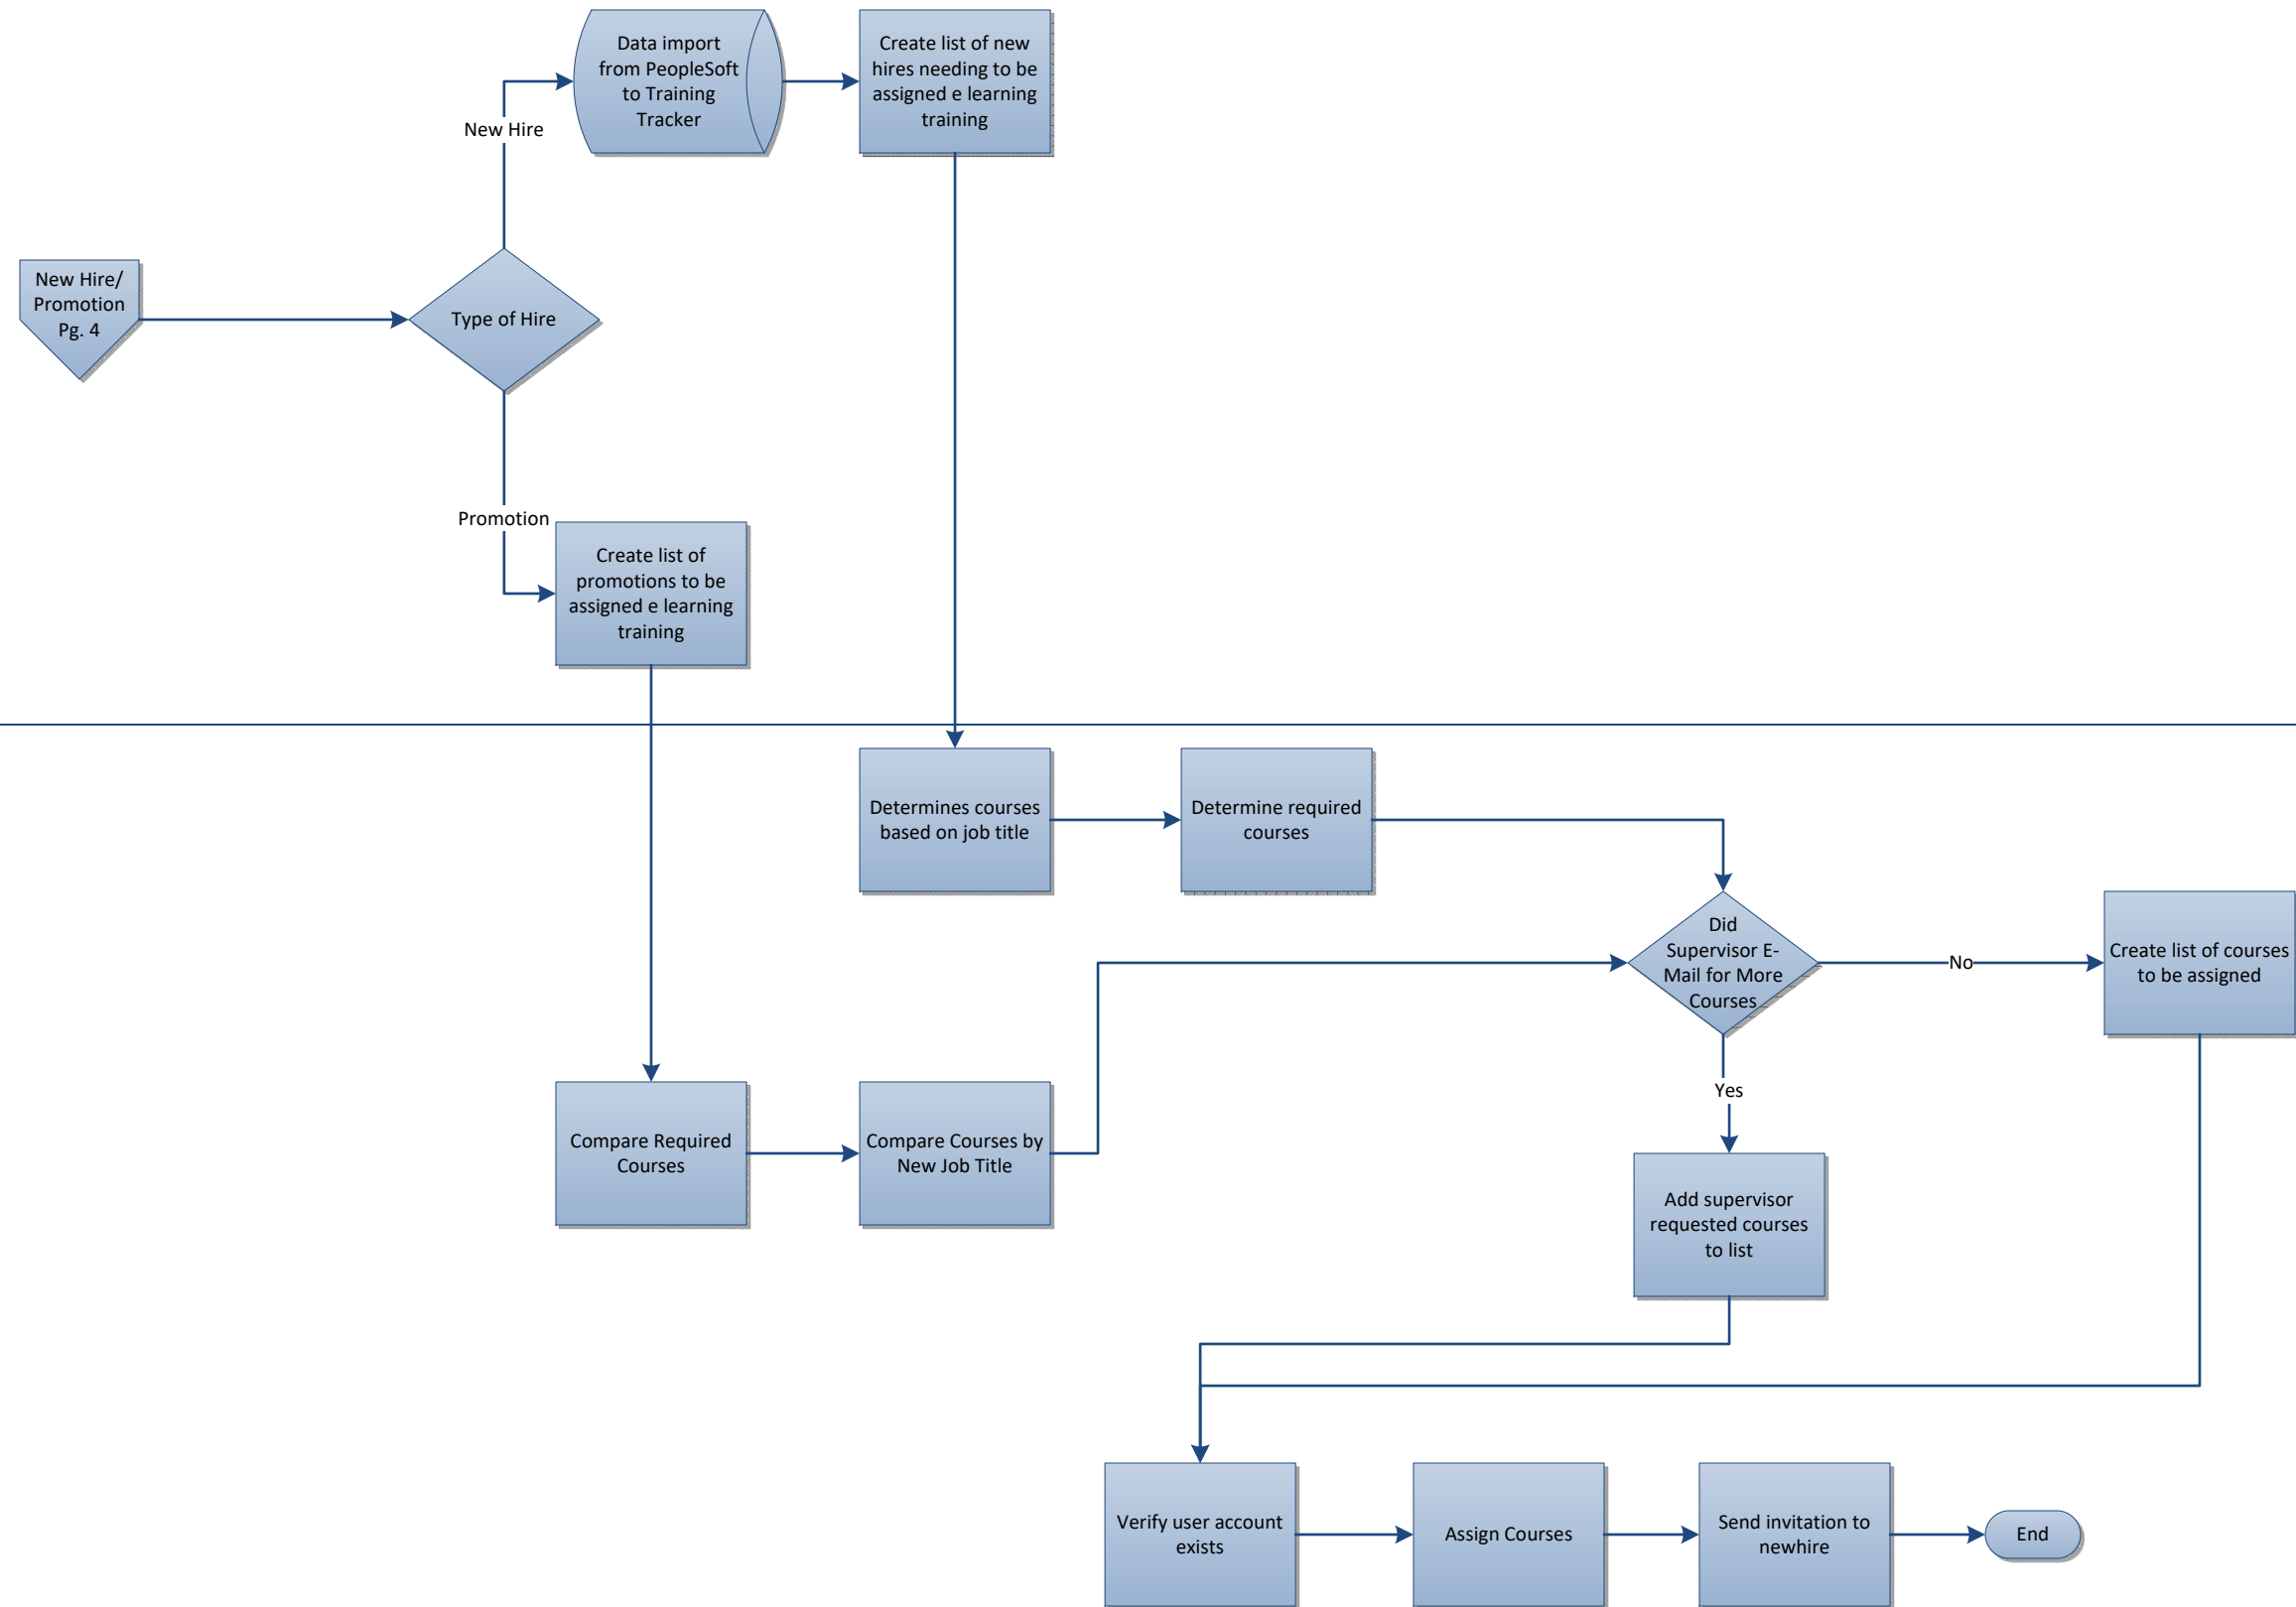 Data import
from PeopleSoft
to Training
Tracker
Create list of new
hires needing to be
assigned e learning
training
New Hire
New Hire/
Promotion
Pg. 4
Type of Hire
Promotion
Create list of
promotions to be
assigned e learning
training
Determines courses
based on job title
Determine required
courses
Did
Supervisor E-
Mail for More
Courses
No
Create list of courses
to be assigned
Yes
Compare Required
Courses
Compare Courses by
New Job Title
Add supervisor
requested courses
to list
Verify user account
exists
Assign Courses
Send invitation to
newhire
End